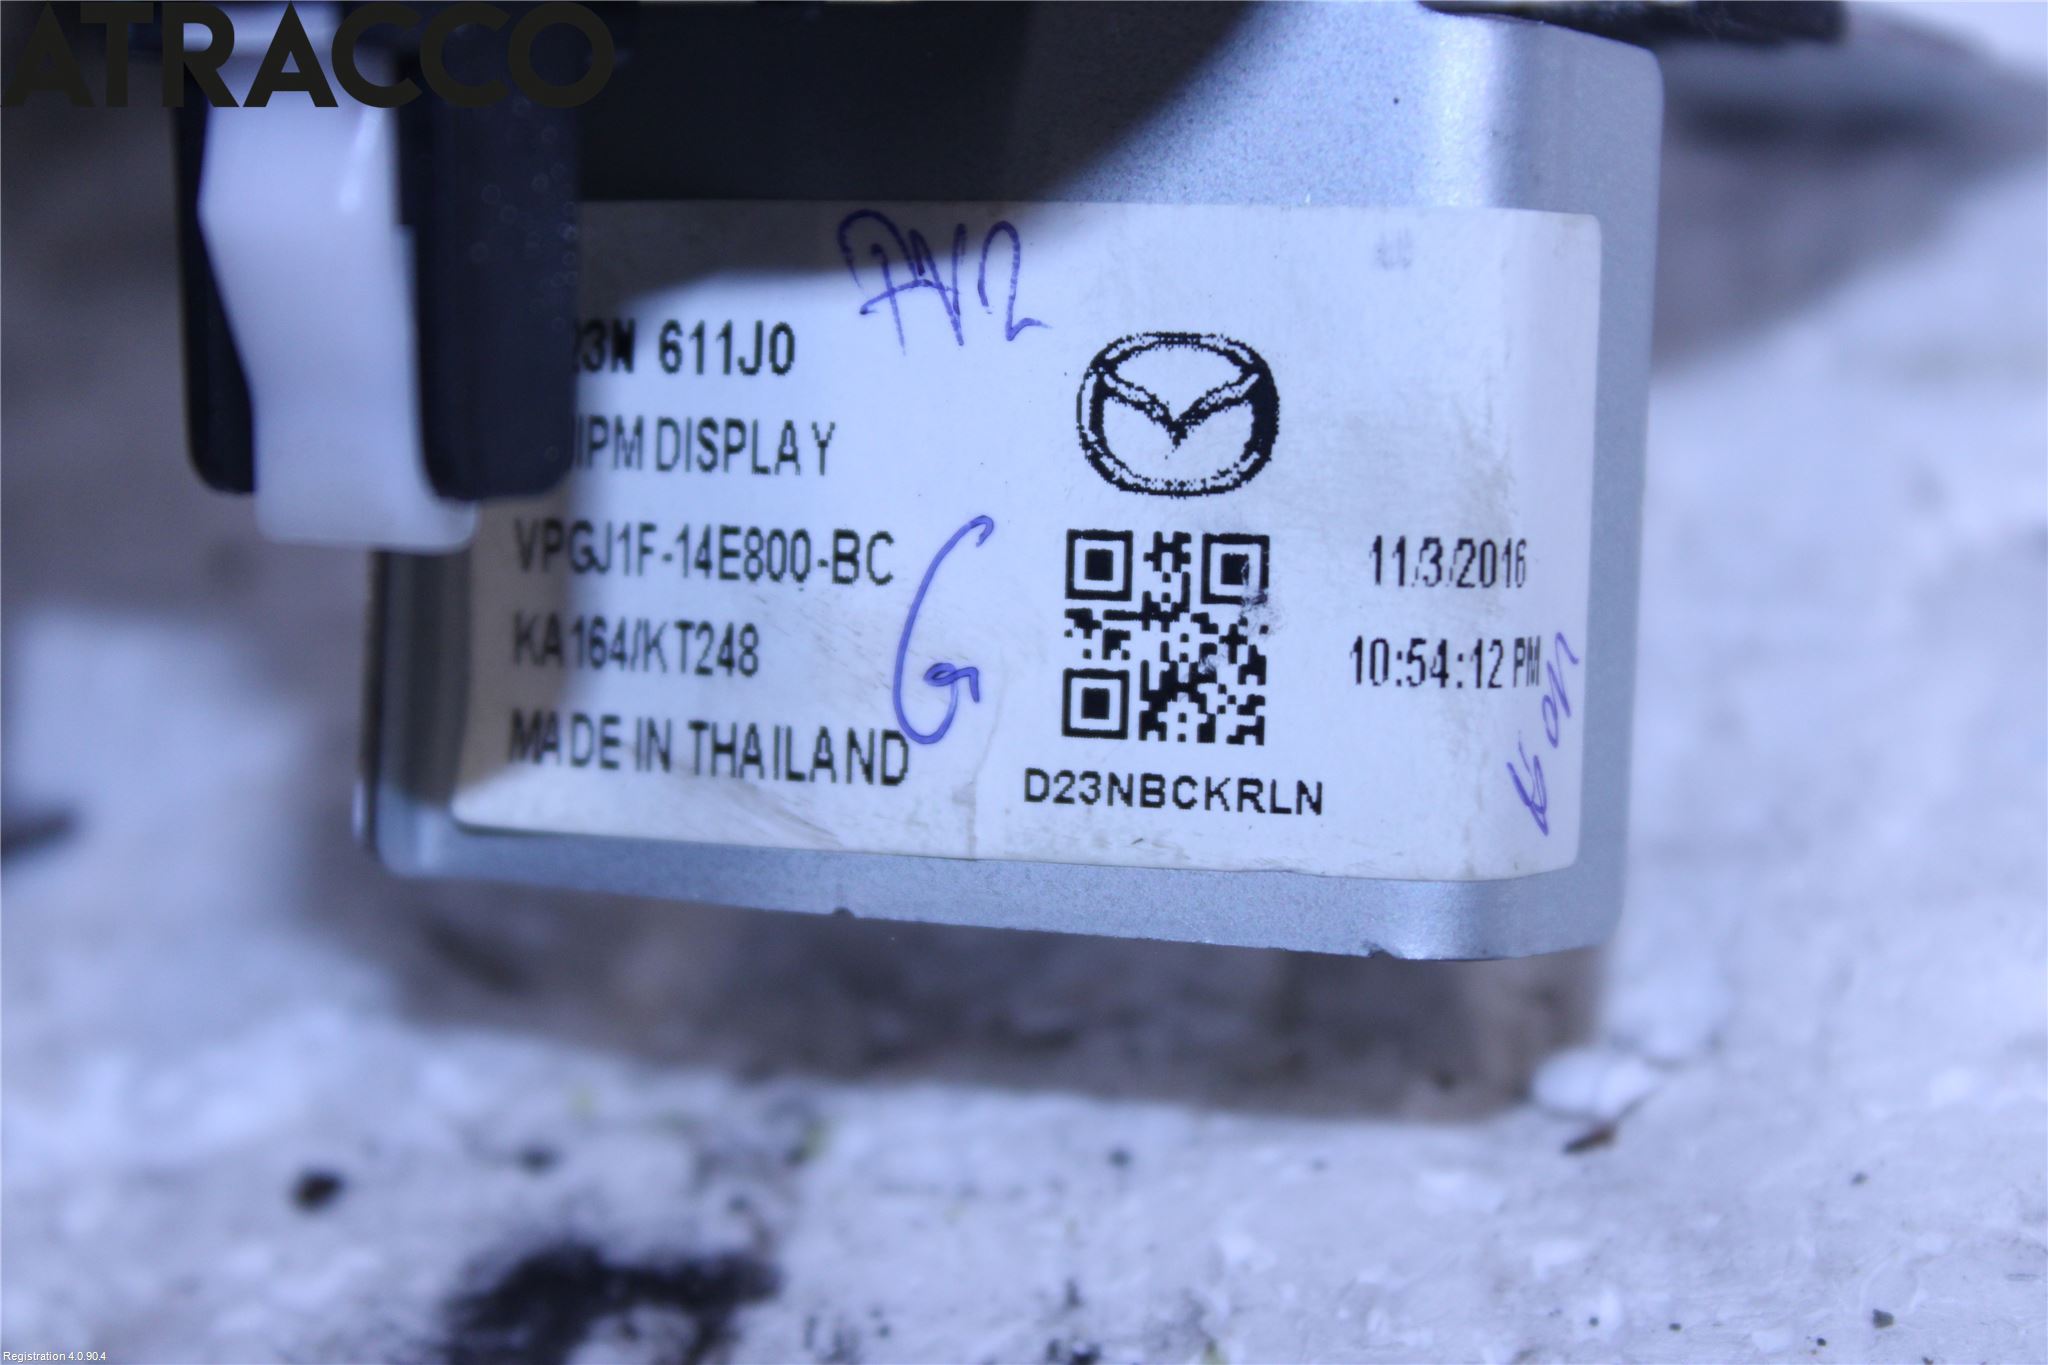 ATRACCO
23N 611J0
IPM DISPLAY
VPGJ1F-14E800-BC
KA164/KT248
MADE IN THAILAND
G
11/3/2016
10:54:12 PM
D23NBCKRLN
Registration 4.0.90.4